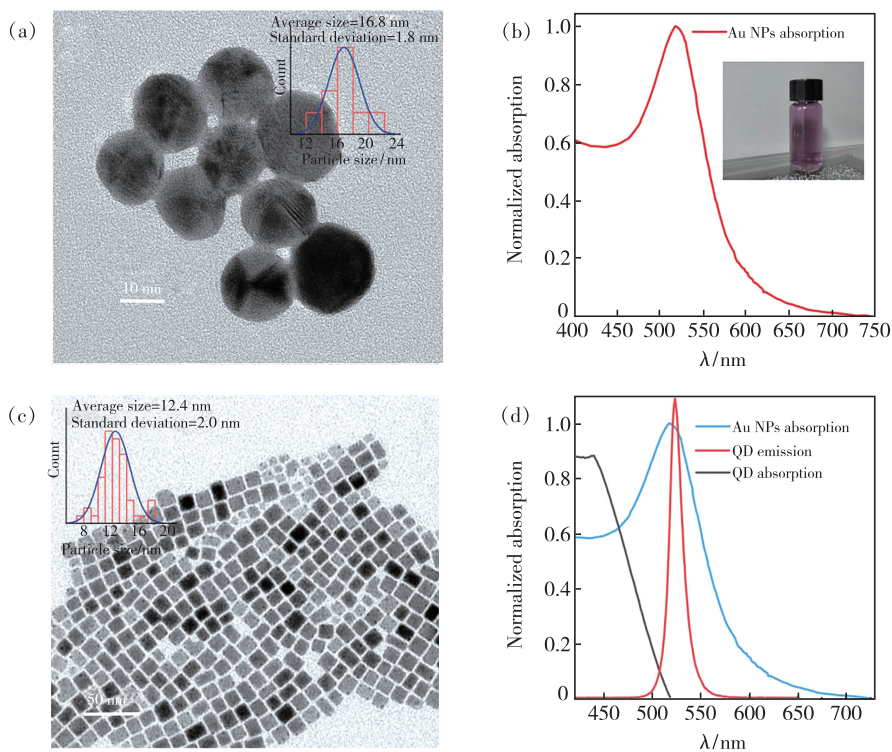 (a)
Average size=16.8 nm
Standard deviation=1.8 nm
Count
12 16 20 24
Particle size/nm
10 nm
(b)
Au NPs absorption
Normalized absorption
1.0
0.8
0.6
0.4
0.2
0
400 450 500 550 600 650 700 750
λ/nm
(c)
Average size=12.4 nm
Standard deviation=2.0 nm
Count
8 12 16 20
Particle size/nm
50 nm
(d)
Au NPs absorption
QD emission
QD absorption
Normalized absorption
1.0
0.8
0.6
0.4
0.2
0
450 500 550 600 650 700
λ/nm